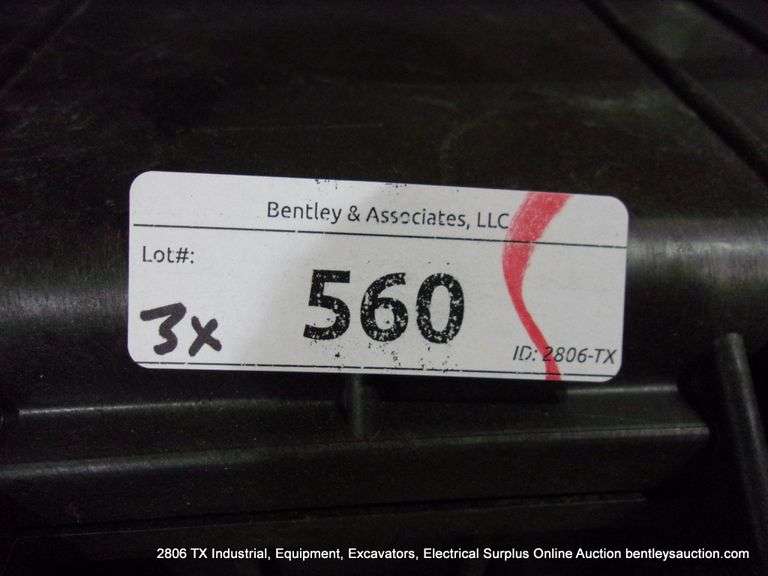 Bentley & Associates, LLC
Lot#:
560
3x
ID: 2806-TX
2806 TX Industrial, Equipment, Excavators, Electrical Surplus Online Auction bentleysauction.com